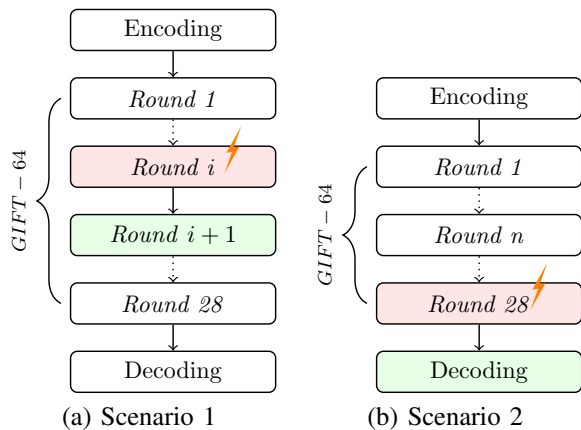 Encoding
Round 1
Round i
Round i + 1
Round 28
Decoding
GIFT − 64
(a) Scenario 1
Encoding
Round 1
Round n
Round 28
Decoding
GIFT − 64
(b) Scenario 2